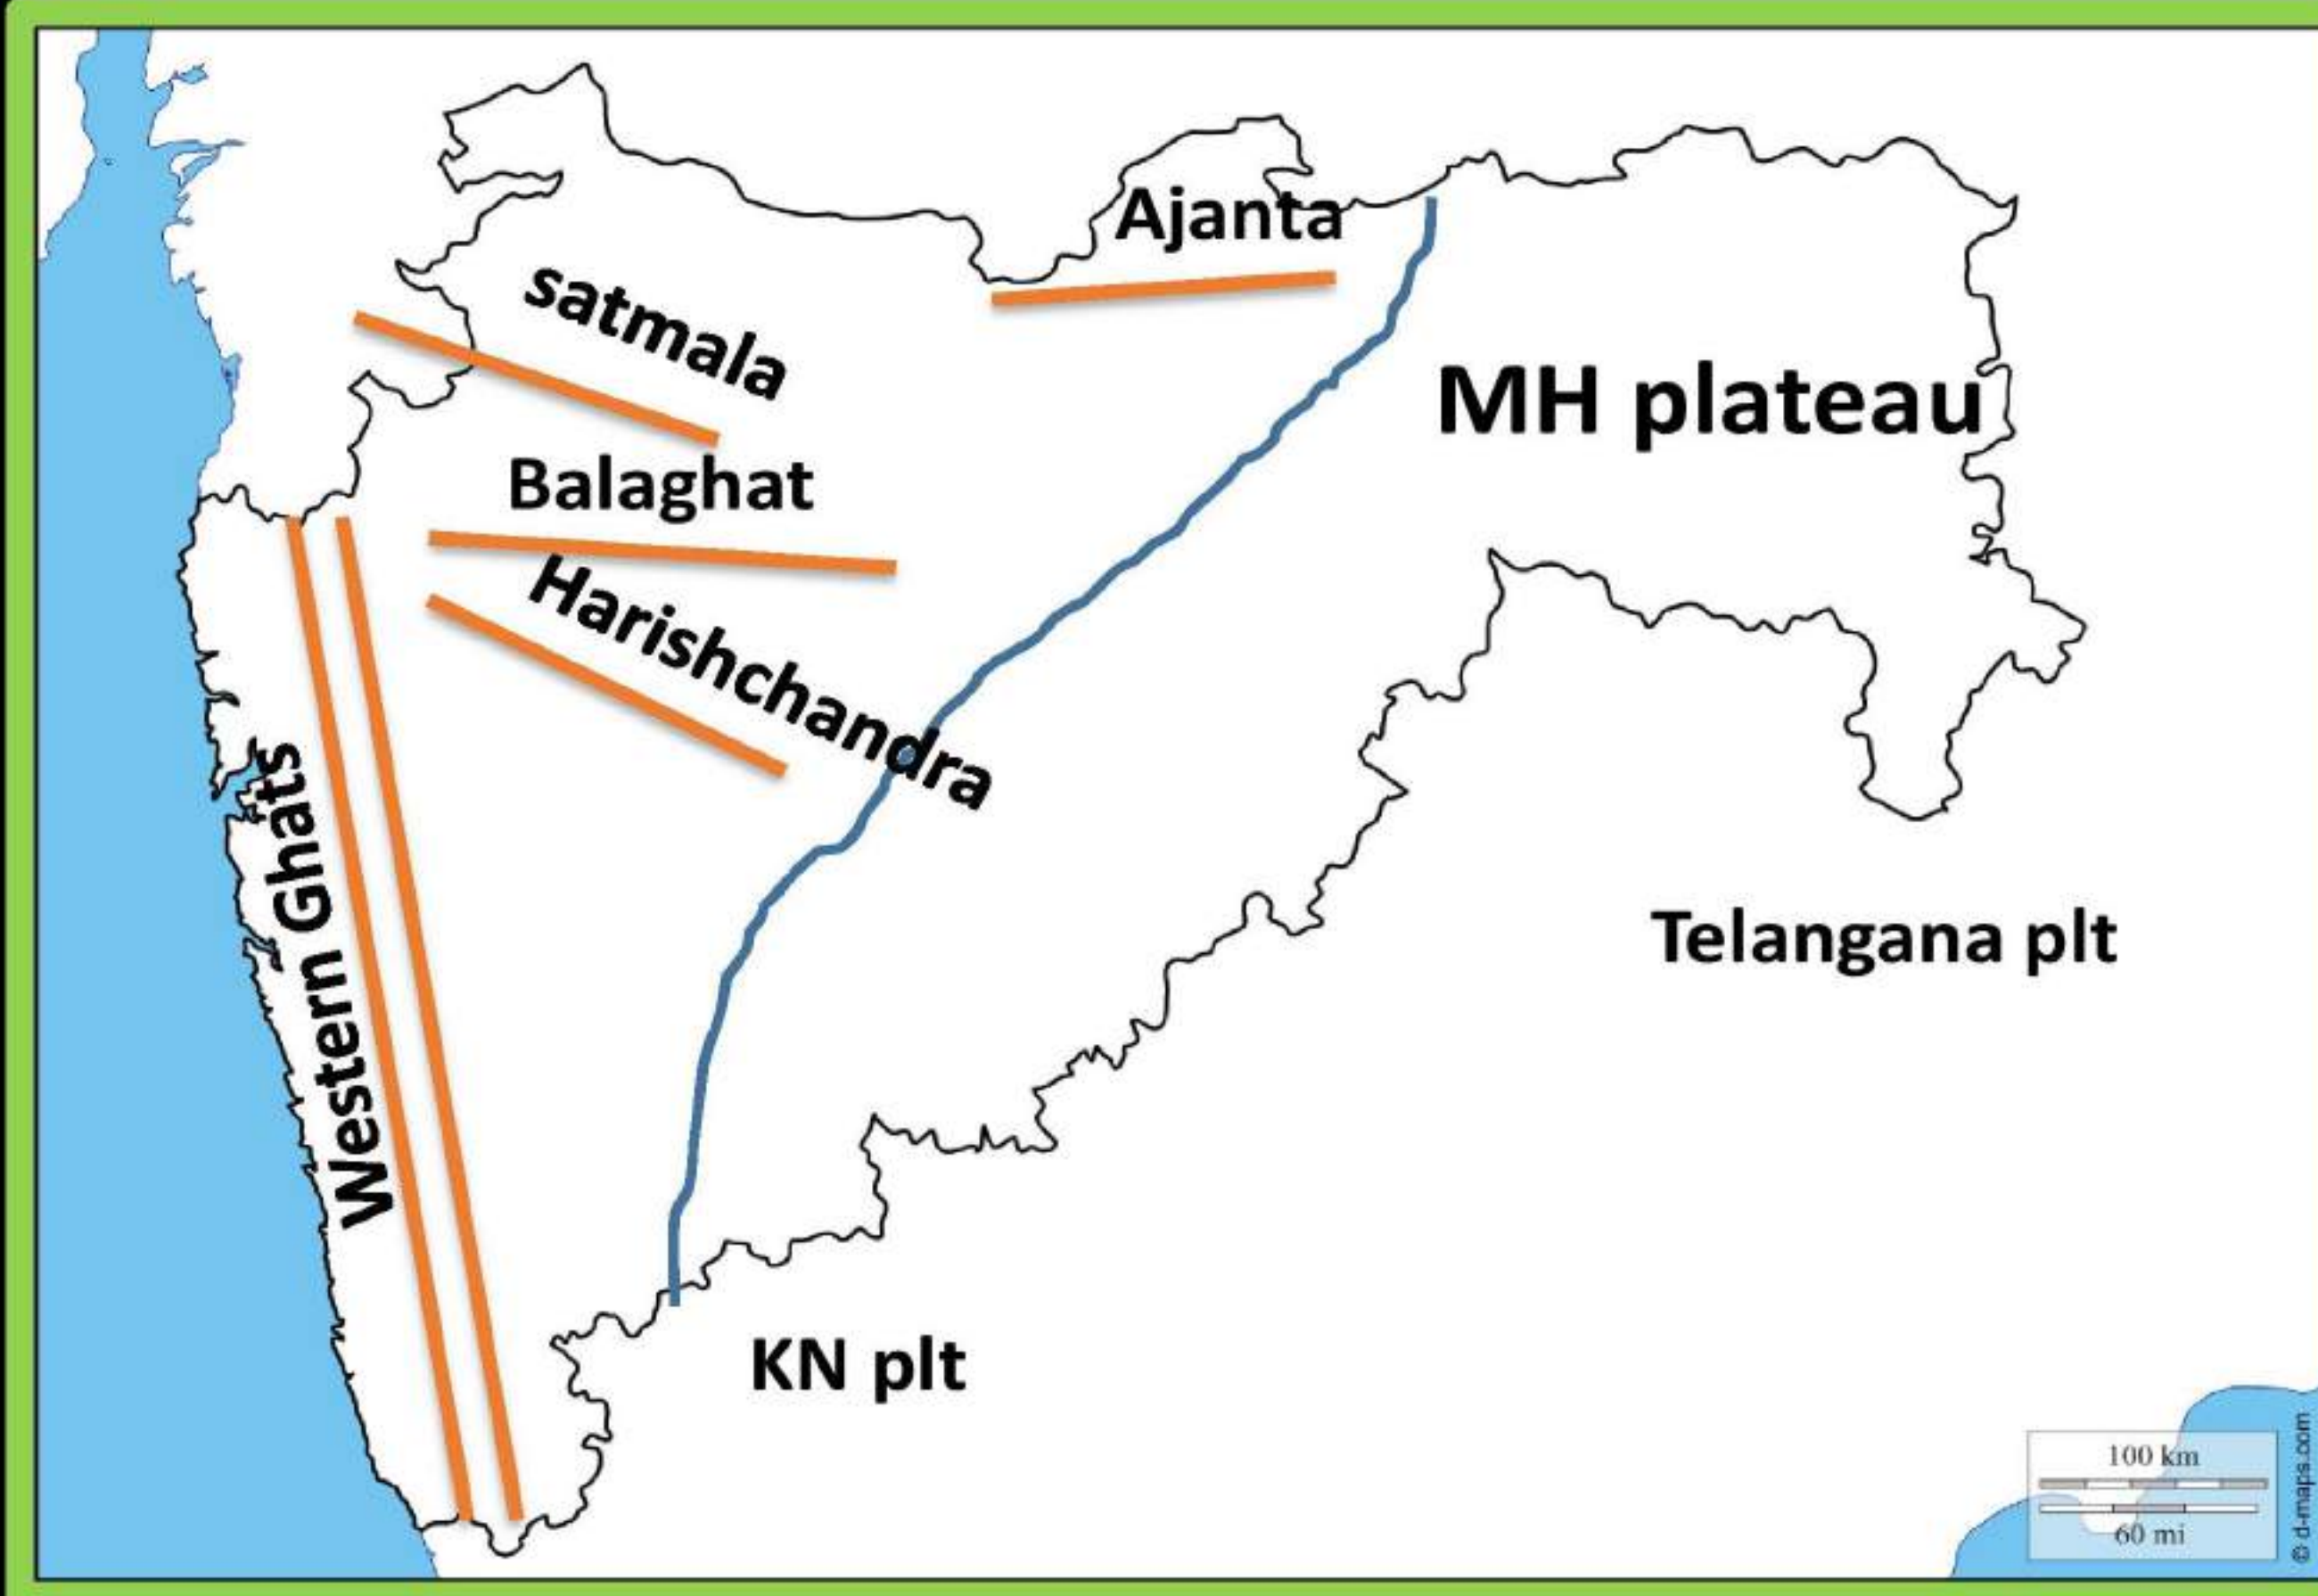 Ajanta
satmala
MH plateau
Balaghat
Harishchandra
Western Ghats
Telangana plt
KN plt
100 km
60 mi
© d-maps.com